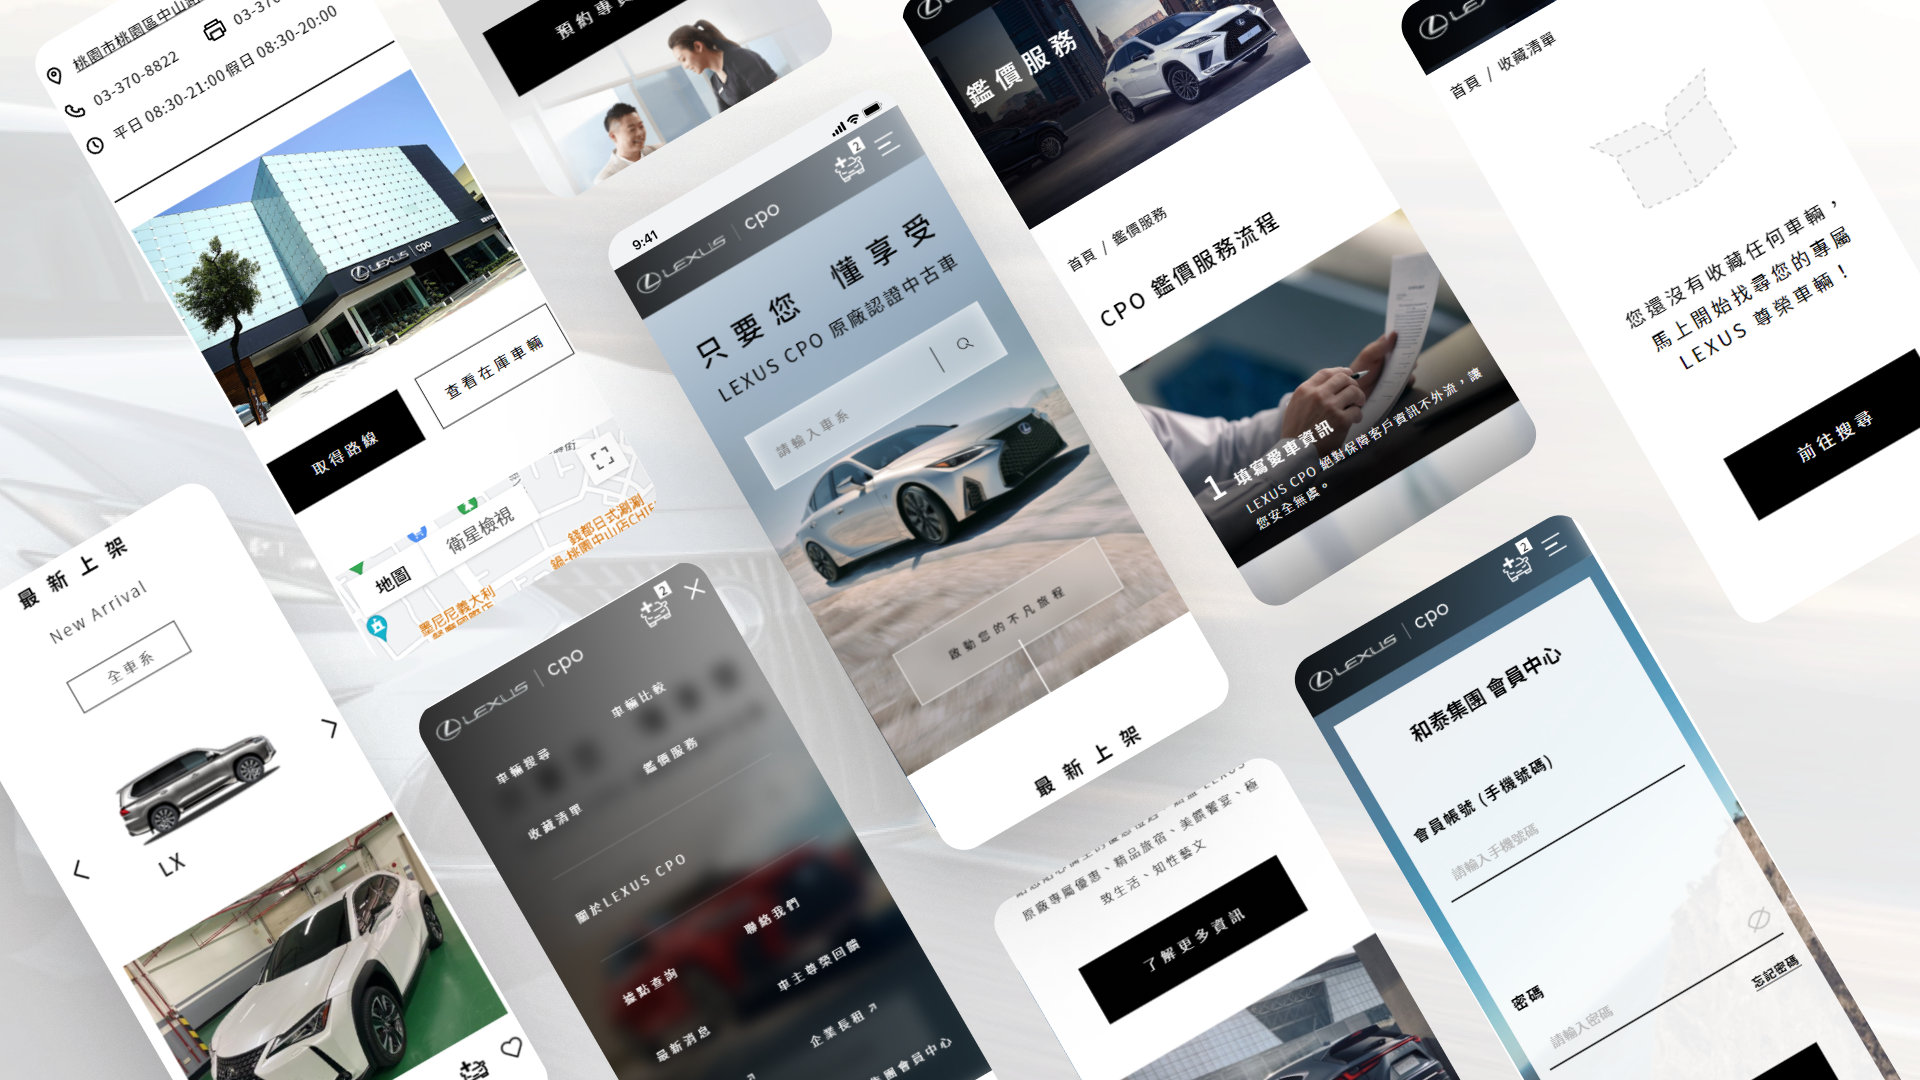 桃園市桃園區中山
03-370-8822
03-370
平日 08:30-21:00 假日 08:30-20:00
LEXUS cpo
取得路線
查看在庫車輛
地圖
衛星檢視
錢都日式涮涮
鍋-桃園中山店CHIE
墨尼尼義大利
預約專
9:41
2
LEXUS cpo
只要您 懂享受
LEXUS CPO 原廠認證中古車
請輸入車系
啟動您的不凡旅程
最新上架
鑑價服務
首頁 / 鑑價服務
CPO 鑑價服務流程
1 填寫愛車資訊
LEXUS CPO 絕對保障客戶資訊不外流，讓
您安全無虞。
首頁 / 收藏清單
您還沒有收藏任何車輛，
馬上開始找尋您的專屬
LEXUS 尊榮車輛！
前往搜尋
最新上架
New Arrival
全車系
LX
2
LEXUS cpo
車輛搜尋
車輛比較
收藏清單
鑑價服務
關於LEXUS CPO
據點查詢
聯絡我們
最新消息
車主尊榮回饋
企業長租
集團會員中心
原廠專屬優惠、精品旅宿、美饌饗宴、極
致生活、知性藝文
了解更多資訊
2
LEXUS cpo
和泰集團 會員中心
會員帳號 (手機號碼)
請輸入手機號碼
密碼
請輸入密碼
忘記密碼